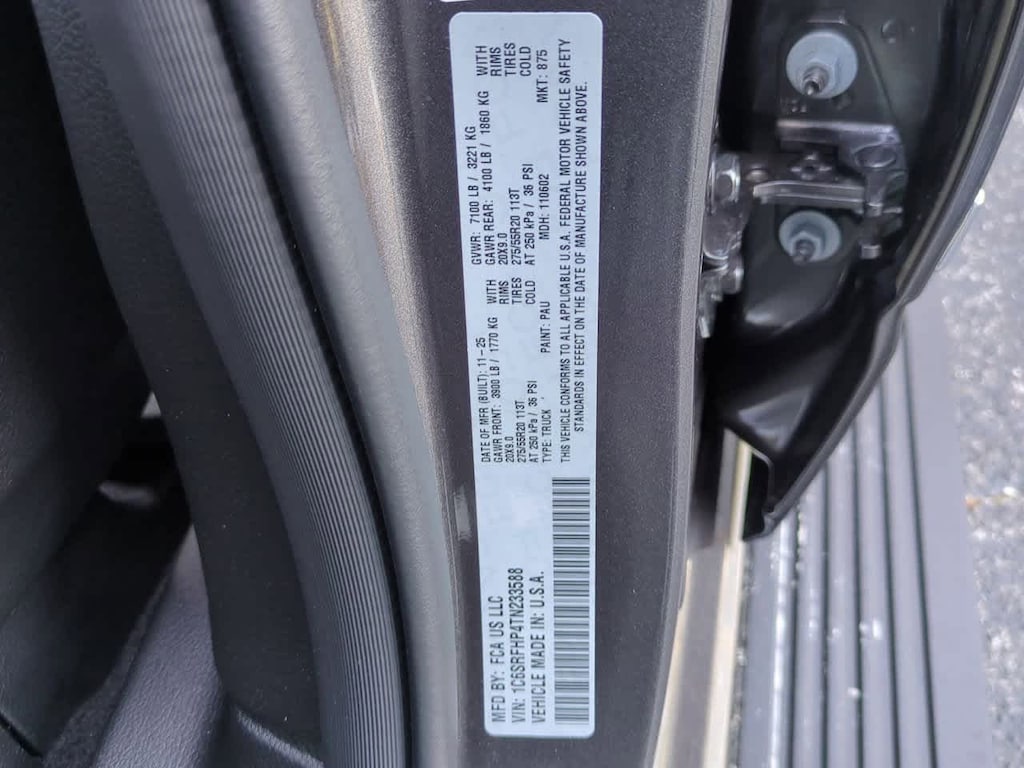 MFD BY: FCA US LLC
VIN: 1C6SRFHP4TN233588
VEHICLE MADE IN: U.S.A.
DATE OF MFR (BUILT): 11-25
GAWR FRONT: 3900 LB / 1770 KG WITH
20X9.0 RIMS
275/55R20 113T TIRES
AT 250 kPa / 36 PSI COLD
TYPE: TRUCK PAINT: PAU
GVWR: 7100 LB / 3221 KG
GAWR REAR: 4100 LB / 1860 KG WITH
20X9.0 RIMS
275/55R20 113T TIRES
AT 250 kPa / 36 PSI COLD
MDH: 110602 MKT: 875
THIS VEHICLE CONFORMS TO ALL APPLICABLE U.S.A. FEDERAL MOTOR VEHICLE SAFETY
STANDARDS IN EFFECT ON THE DATE OF MANUFACTURE SHOWN ABOVE.